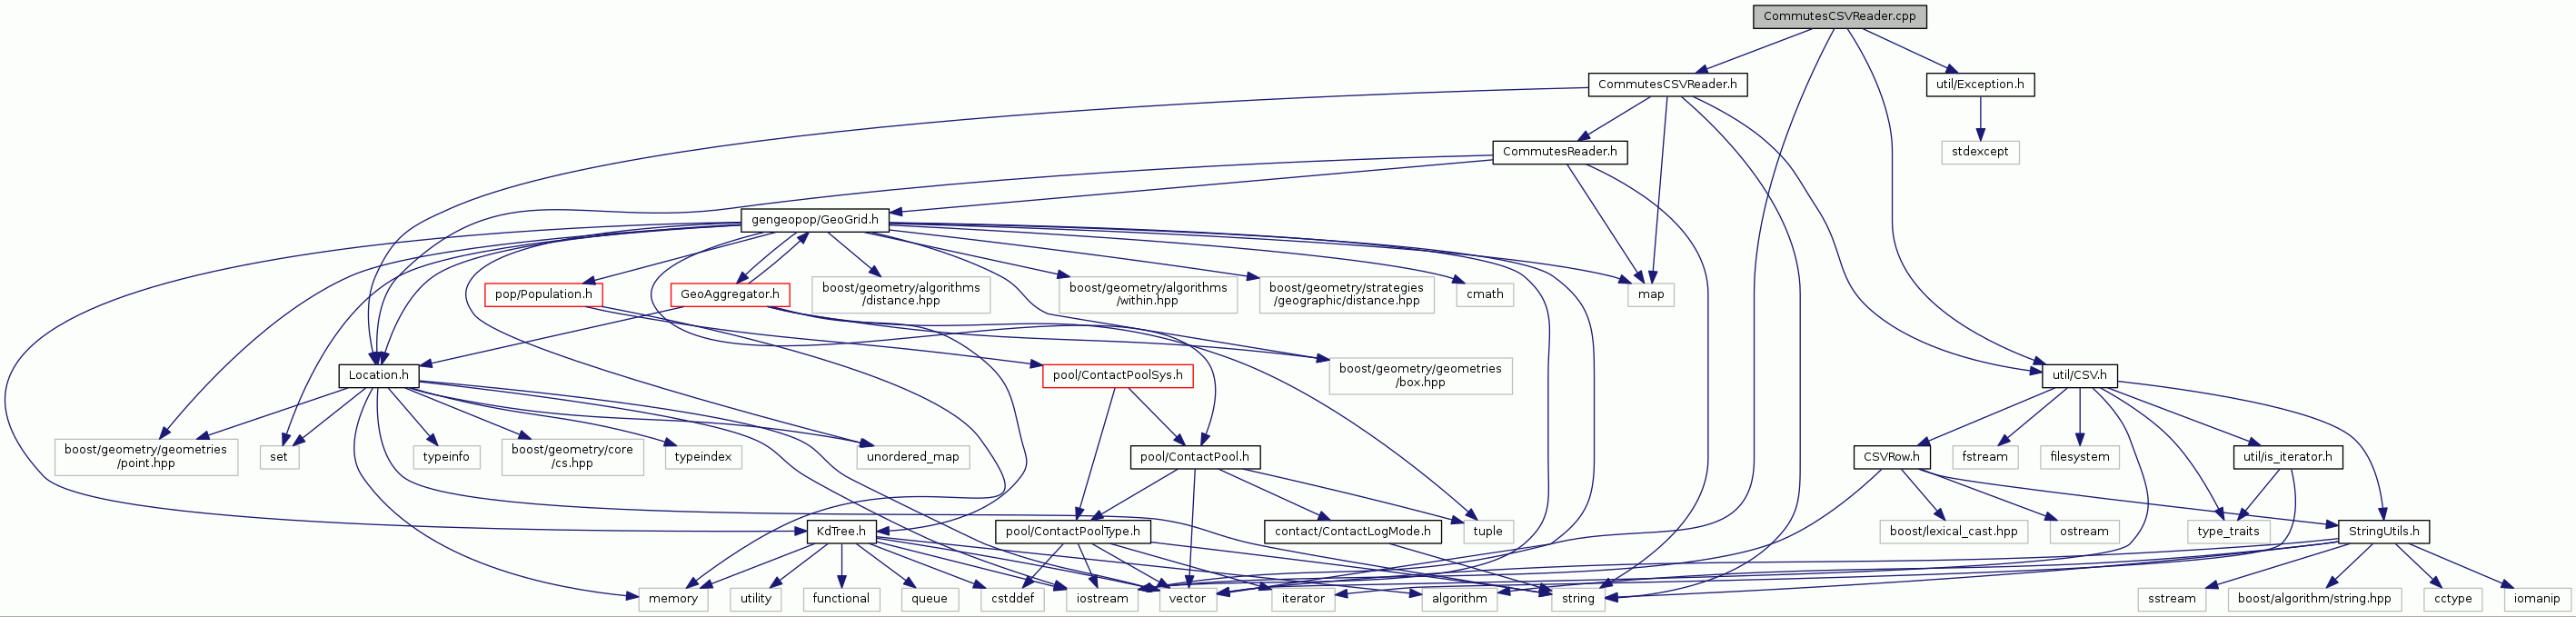 CommutesCSVReader.cpp
CommutesCSVReader.h
util/Exception.h
CommutesReader.h
stdexcept
gengeopop/GeoGrid.h
pop/Population.h
GeoAggregator.h
boost/geometry/algorithms
/distance.hpp
boost/geometry/algorithms
/within.hpp
boost/geometry/strategies
/geographic/distance.hpp
cmath
map
Location.h
pool/ContactPoolSys.h
boost/geometry/geometries
/box.hpp
util/CSV.h
boost/geometry/geometries
/point.hpp
set
typeinfo
boost/geometry/core
/cs.hpp
typeindex
unordered_map
pool/ContactPool.h
CSVRow.h
fstream
filesystem
util/is_iterator.h
KdTree.h
pool/ContactPoolType.h
contact/ContactLogMode.h
tuple
boost/lexical_cast.hpp
ostream
type_traits
StringUtils.h
memory
utility
functional
queue
cstddef
iostream
vector
iterator
algorithm
string
sstream
boost/algorithm/string.hpp
cctype
iomanip